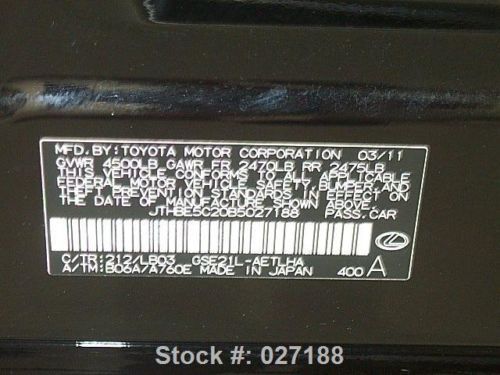 MFD. BY: TOYOTA MOTOR CORPORATION 03/11
GVWR 4500LB GAWR FR 2470LB RR 2475LB
THIS VEHICLE CONFORMS TO ALL APPLICABLE
FEDERAL MOTOR VEHICLE SAFETY, BUMPER, AND
THEFT PREVENTION STANDARDS IN EFFECT ON
THE DATE OF MANUFACTURE SHOWN ABOVE.
JTHBE5C20B5027188 PASS.CAR
C/TR:212/LB03 GSE21L-AETLHA
A/TM:B06A/A760E MADE IN JAPAN 400 A
Stock #: 027188